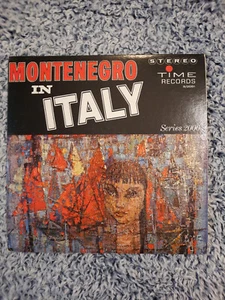 STEREO
MONTENEGRO
TIME
RECORDS
IN
ITALY
Series 2000